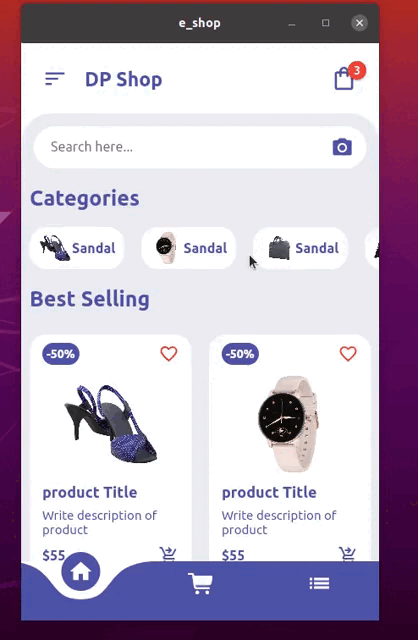 e_shop
DP Shop
3
Search here...
Categories
Sandal
Sandal
Sandal
Best Selling
-50%
-50%
product Title
product Title
Write description of
product
Write description of
product
$55
$55